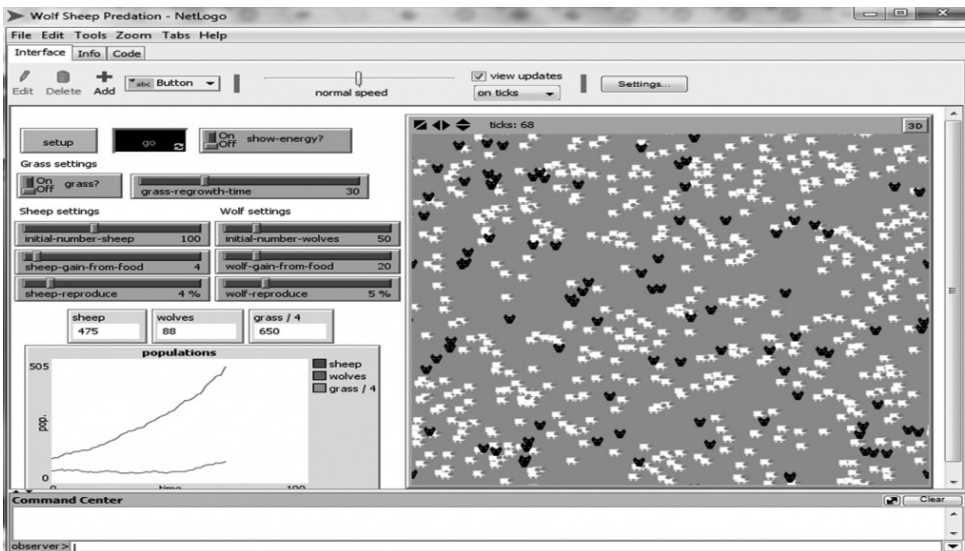 Wolf Sheep Predation - NetLogo
File Edit Tools Zoom Tabs Help
Interface Info Code
Edit Delete Add abc Button normal speed view updates on ticks Settings...
setup go On Off show-energy? ticks: 68 3D
Grass settings
On Off grass? grass-regrowth-time 30
Sheep settings Wolf settings
initial-number-sheep 100 initial-number-wolves 50
sheep-gain-from-food 4 wolf-gain-from-food 20
sheep-reproduce 4 % wolf-reproduce 5 %
sheep wolves grass / 4
475 88 650
populations
505 sheep
wolves
grass / 4
pop.
0
0 time 100
Command Center Clear
observer>